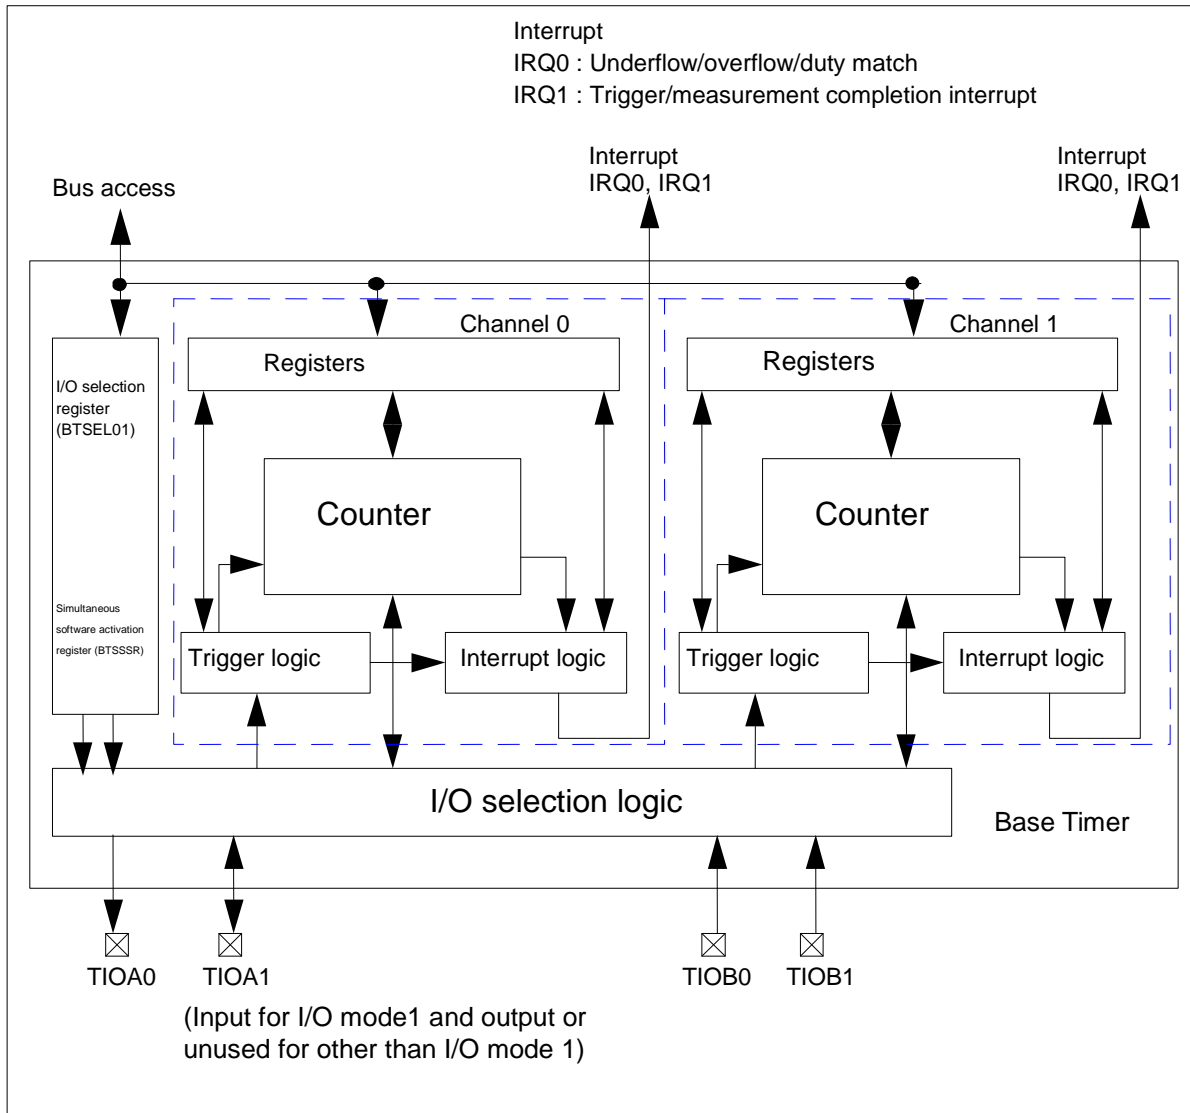 Interrupt
IRQ0 : Underflow/overflow/duty match
IRQ1 : Trigger/measurement completion interrupt
Interrupt
IRQ0, IRQ1
Interrupt
IRQ0, IRQ1
Bus access
Channel 0
Channel 1
Registers
Registers
I/O selection
register
(BTSEL01)
Counter
Counter
Simultaneous
software activation
register (BTSSSR)
Trigger logic
Interrupt logic
Trigger logic
Interrupt logic
I/O selection logic
Base Timer
TIOA0
TIOA1
TIOB0
TIOB1
(Input for I/O mode1 and output or
unused for other than I/O mode 1)